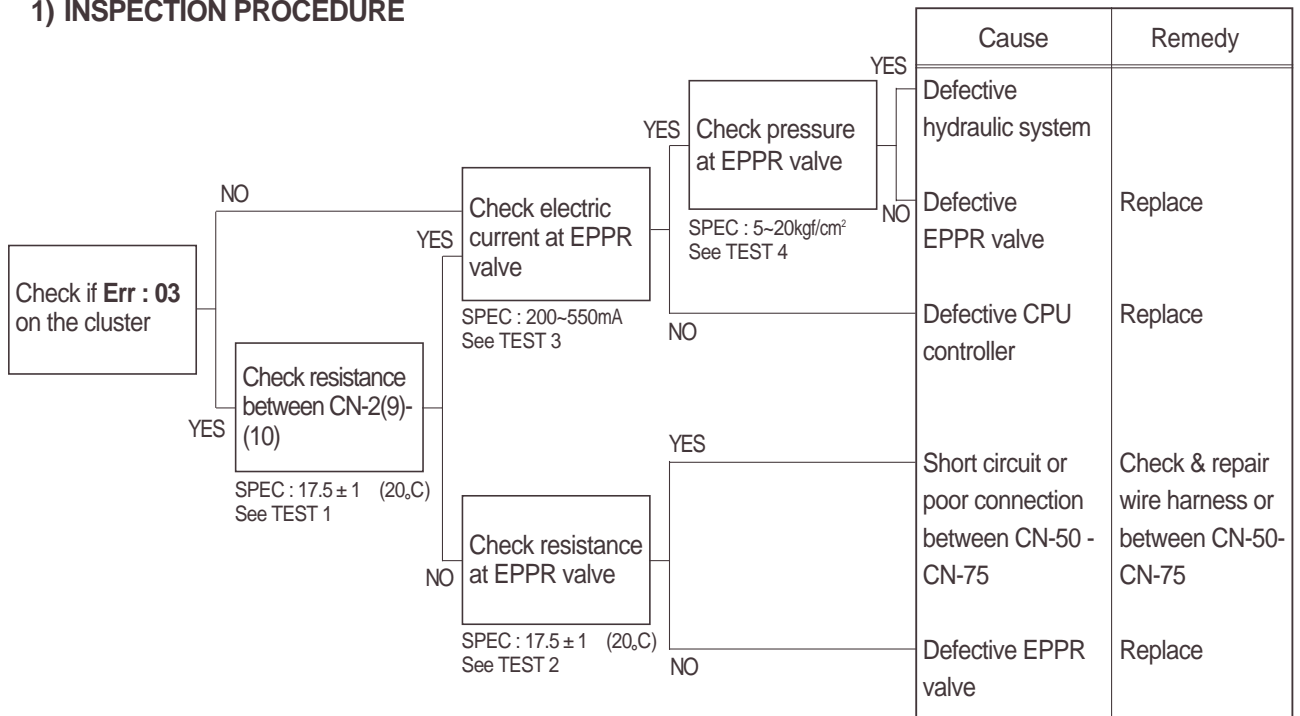 1) INSPECTION PROCEDURE
Cause
Remedy
Check if Err : 03
on the cluster
NO
YES
Check resistance
between CN-2(9)-
(10)
SPEC : 17.5 ± 1 (20°C)
See TEST 1
YES
NO
Check electric
current at EPPR
valve
SPEC : 200~550mA
See TEST 3
YES
NO
Check pressure
at EPPR valve
SPEC : 5~20kgf/cm²
See TEST 4
YES
NO
Check resistance
at EPPR valve
SPEC : 17.5 ± 1 (20°C)
See TEST 2
YES
NO
Defective
hydraulic system
Defective
EPPR valve
Replace
Defective CPU
controller
Replace
Short circuit or
poor connection
between CN-50 -
CN-75
Check & repair
wire harness or
between CN-50-
CN-75
Defective EPPR
valve
Replace